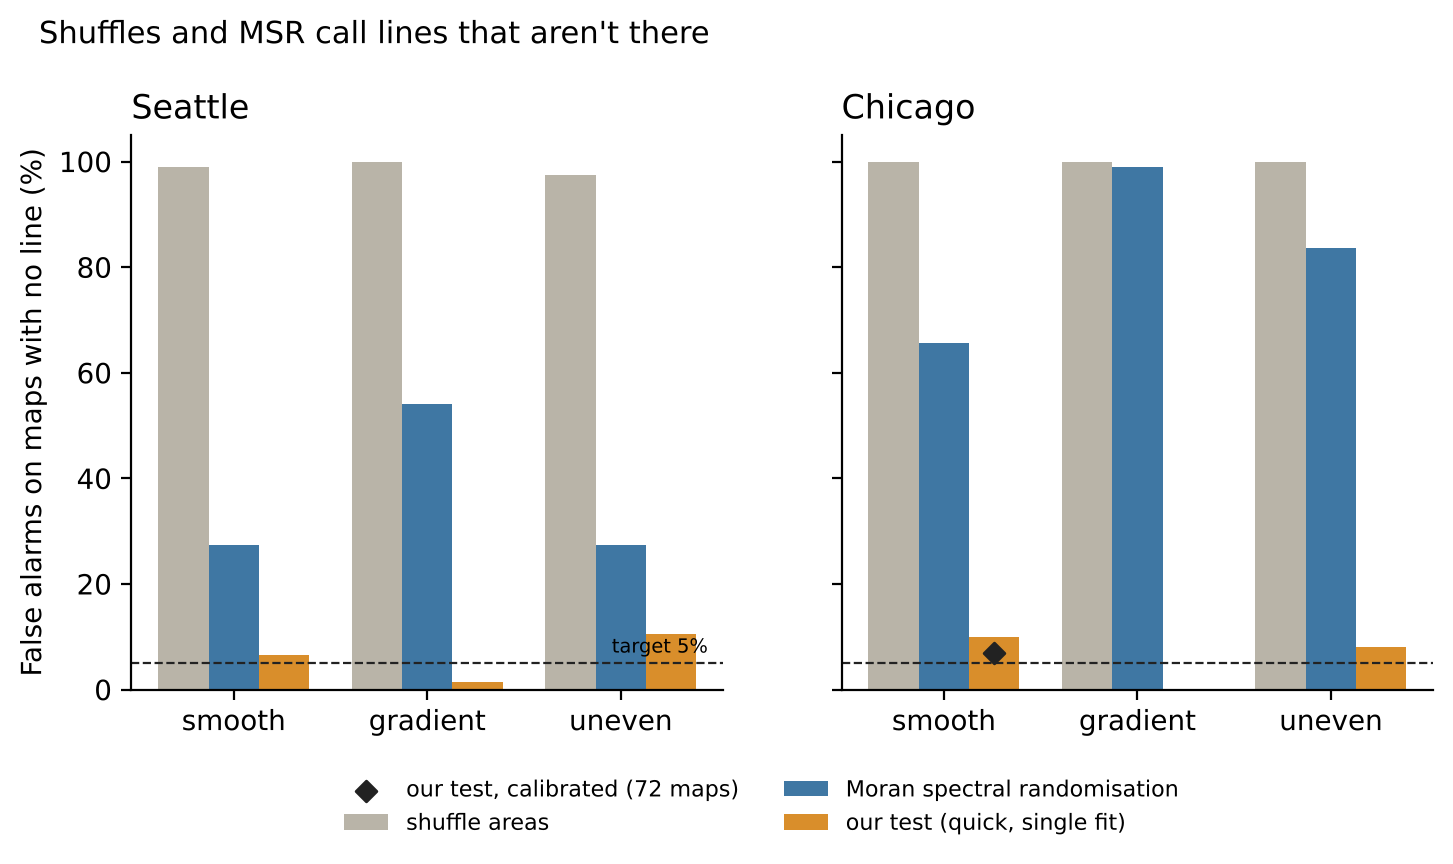 Shuffles and MSR call lines that aren't there
Seattle
Chicago
False alarms on maps with no line (%)
100
80
60
40
20
0
target 5%
smooth gradient uneven
smooth gradient uneven
our test, calibrated (72 maps)
shuffle areas
Moran spectral randomisation
our test (quick, single fit)